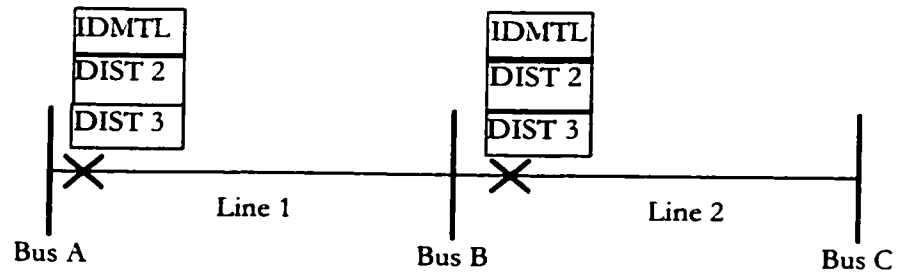 IDMTL
DIST 2
DIST 3
IDMTL
DIST 2
DIST 3
Line 1
Line 2
Bus A
Bus B
Bus C